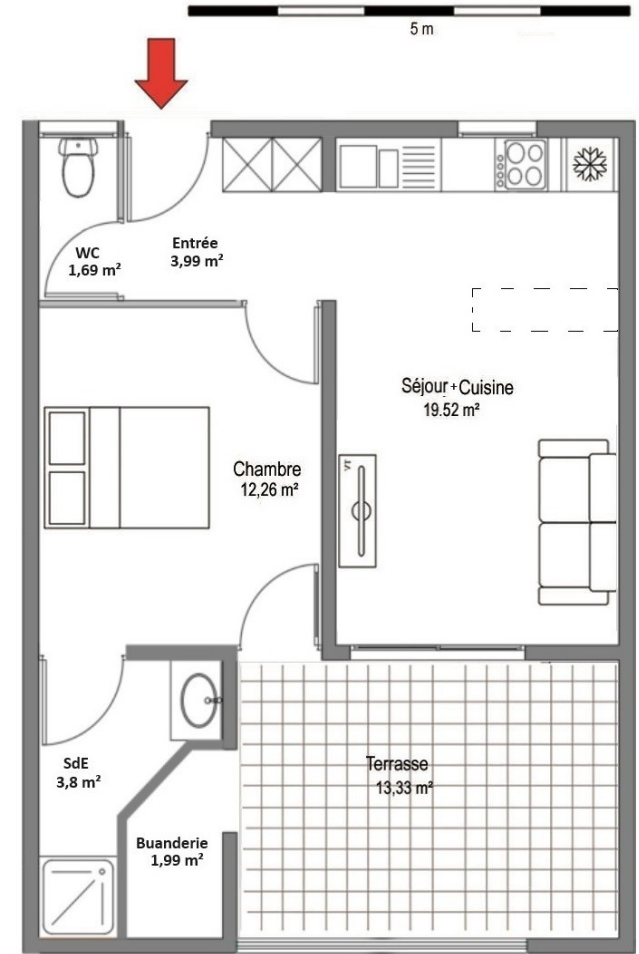 5 m
WC
1,69 m²
Entrée
3,99 m²
Séjour+Cuisine
19.52 m²
Chambre
12,26 m²
VT
SdE
3,8 m²
Terrasse
13,33 m²
Buanderie
1,99 m²